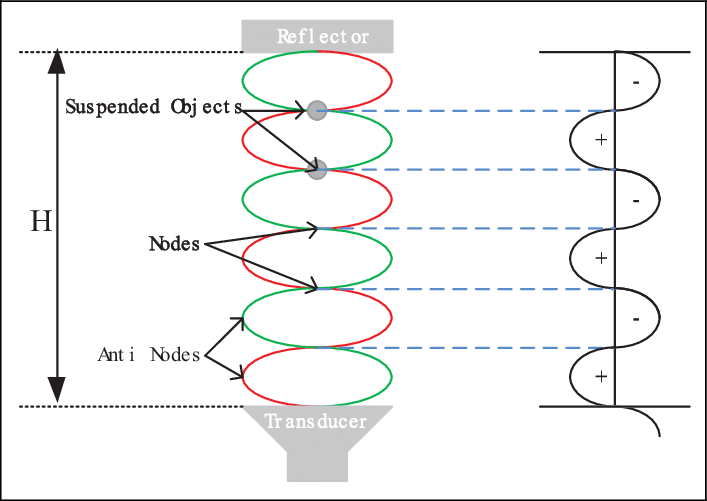 Reflector
-
Suspended Objects
+
-
H
Nodes
+
-
Anti Nodes
+
Transducer